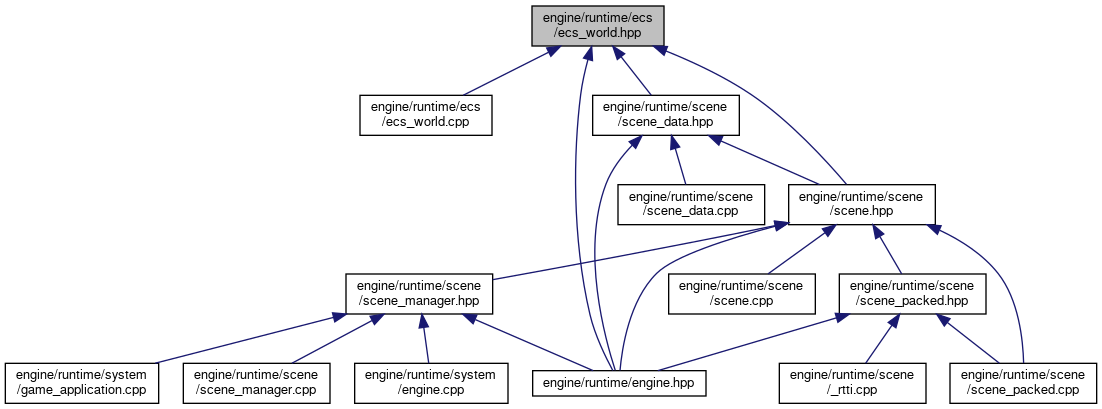 engine/runtime/ecs
/ecs_world.hpp
engine/runtime/ecs
/ecs_world.cpp
engine/runtime/scene
/scene_data.hpp
engine/runtime/scene
/scene_data.cpp
engine/runtime/scene
/scene.hpp
engine/runtime/scene
/scene_manager.hpp
engine/runtime/scene
/scene.cpp
engine/runtime/scene
/scene_packed.hpp
engine/runtime/system
/game_application.cpp
engine/runtime/scene
/scene_manager.cpp
engine/runtime/system
/engine.cpp
engine/runtime/engine.hpp
engine/runtime/scene
/_rtti.cpp
engine/runtime/scene
/scene_packed.cpp